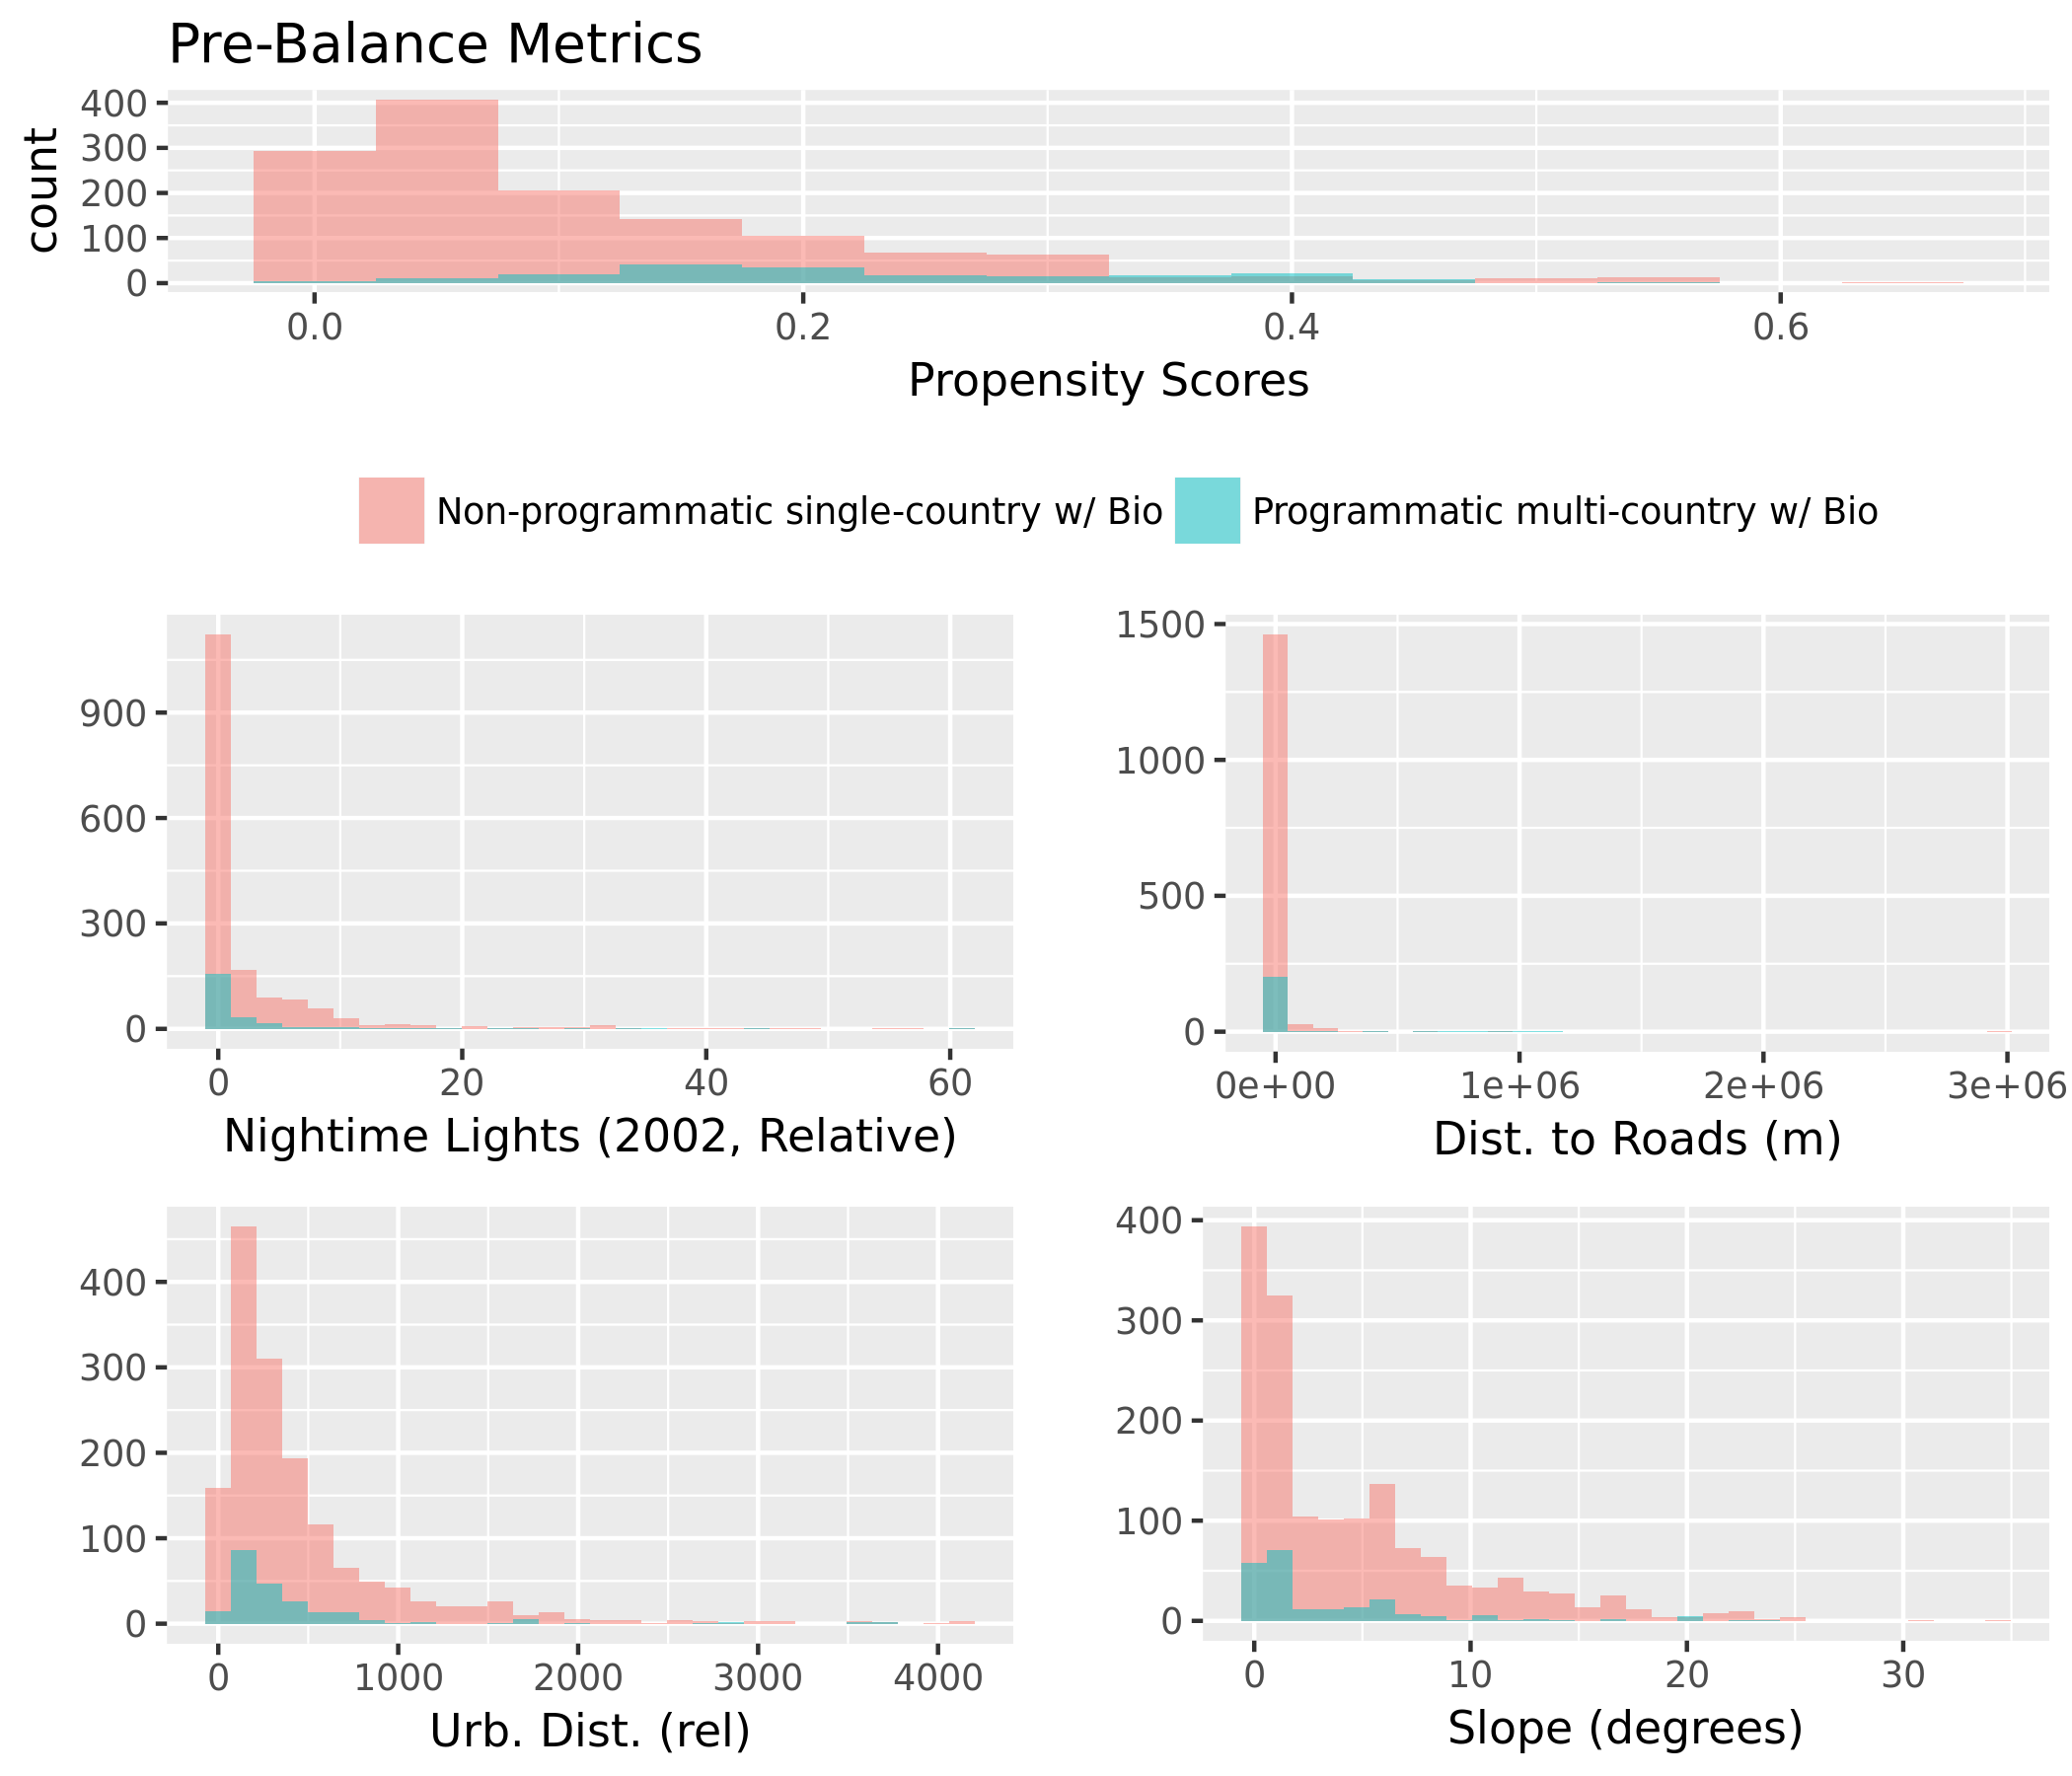 Pre-Balance Metrics
count
400
300
200
100
0
0.0 0.2 0.4 0.6
Propensity Scores
Non-programmatic single-country w/ Bio Programmatic multi-country w/ Bio
900
600
300
0
0 20 40 60
Nightime Lights (2002, Relative)
1500
1000
500
0
0e+00 1e+06 2e+06 3e+06
Dist. to Roads (m)
400
300
200
100
0
0 1000 2000 3000 4000
Urb. Dist. (rel)
400
300
200
100
0
0 10 20 30
Slope (degrees)